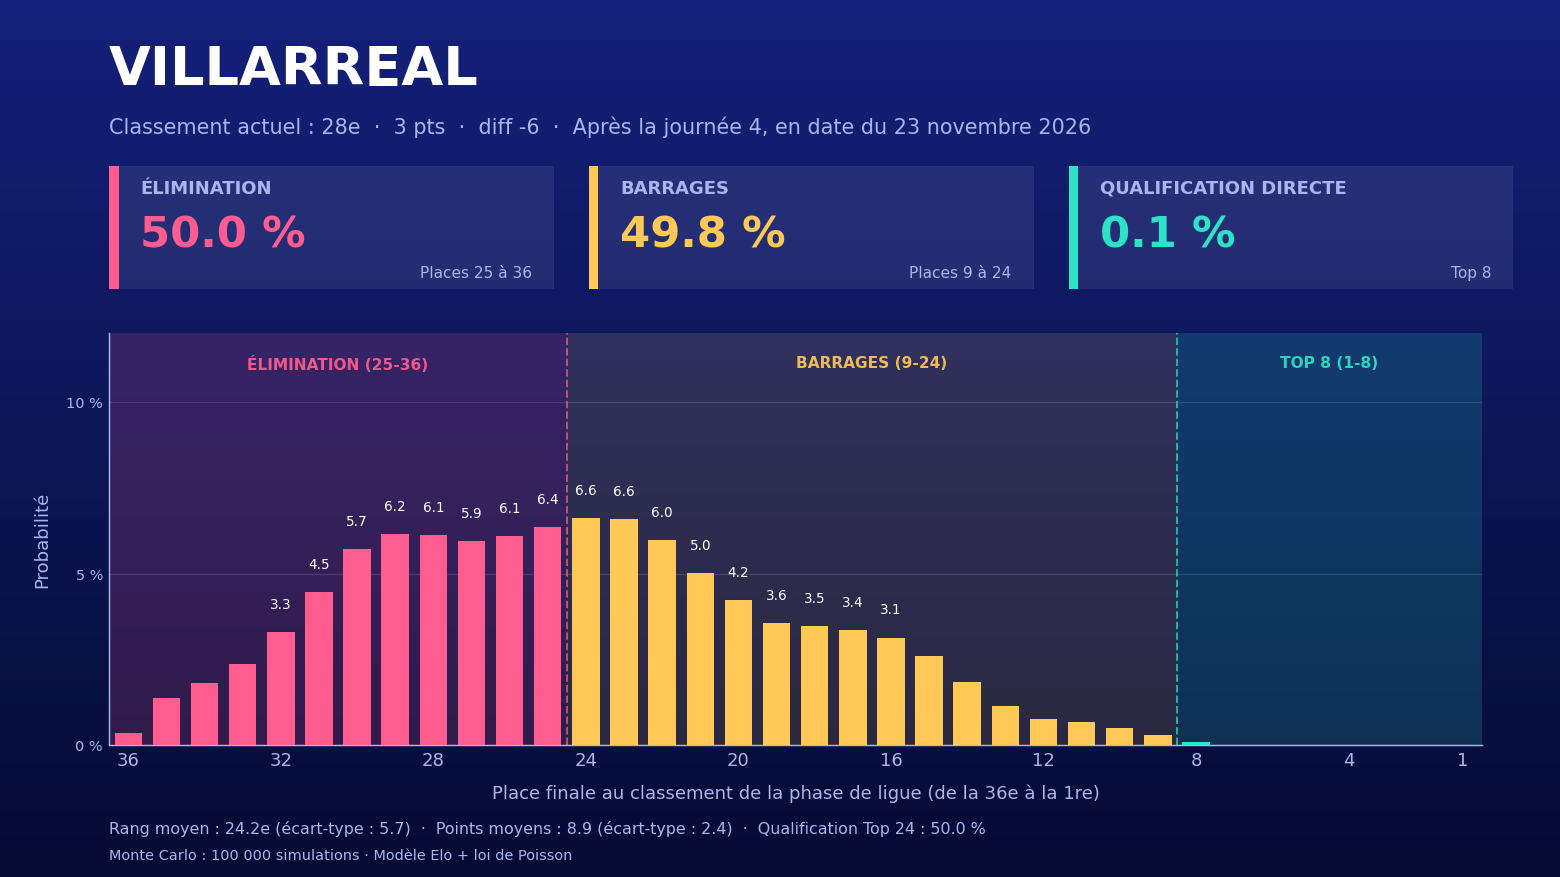 VILLARREAL
Classement actuel : 28e · 3 pts · diff -6 · Après la journée 4, en date du 23 novembre 2026
ÉLIMINATION
50.0 %
Places 25 à 36
BARRAGES
49.8 %
Places 9 à 24
QUALIFICATION DIRECTE
0.1 %
Top 8
ÉLIMINATION (25-36)
BARRAGES (9-24)
TOP 8 (1-8)
Probabilité
10 %
5 %
0 %
3.3
4.5
5.7
6.2
6.1
5.9
6.1
6.4
6.6
6.6
6.0
5.0
4.2
3.6
3.5
3.4
3.1
36 32 28 24 20 16 12 8 4 1
Place finale au classement de la phase de ligue (de la 36e à la 1re)
Rang moyen : 24.2e (écart-type : 5.7) · Points moyens : 8.9 (écart-type : 2.4) · Qualification Top 24 : 50.0 %
Monte Carlo : 100 000 simulations · Modèle Elo + loi de Poisson